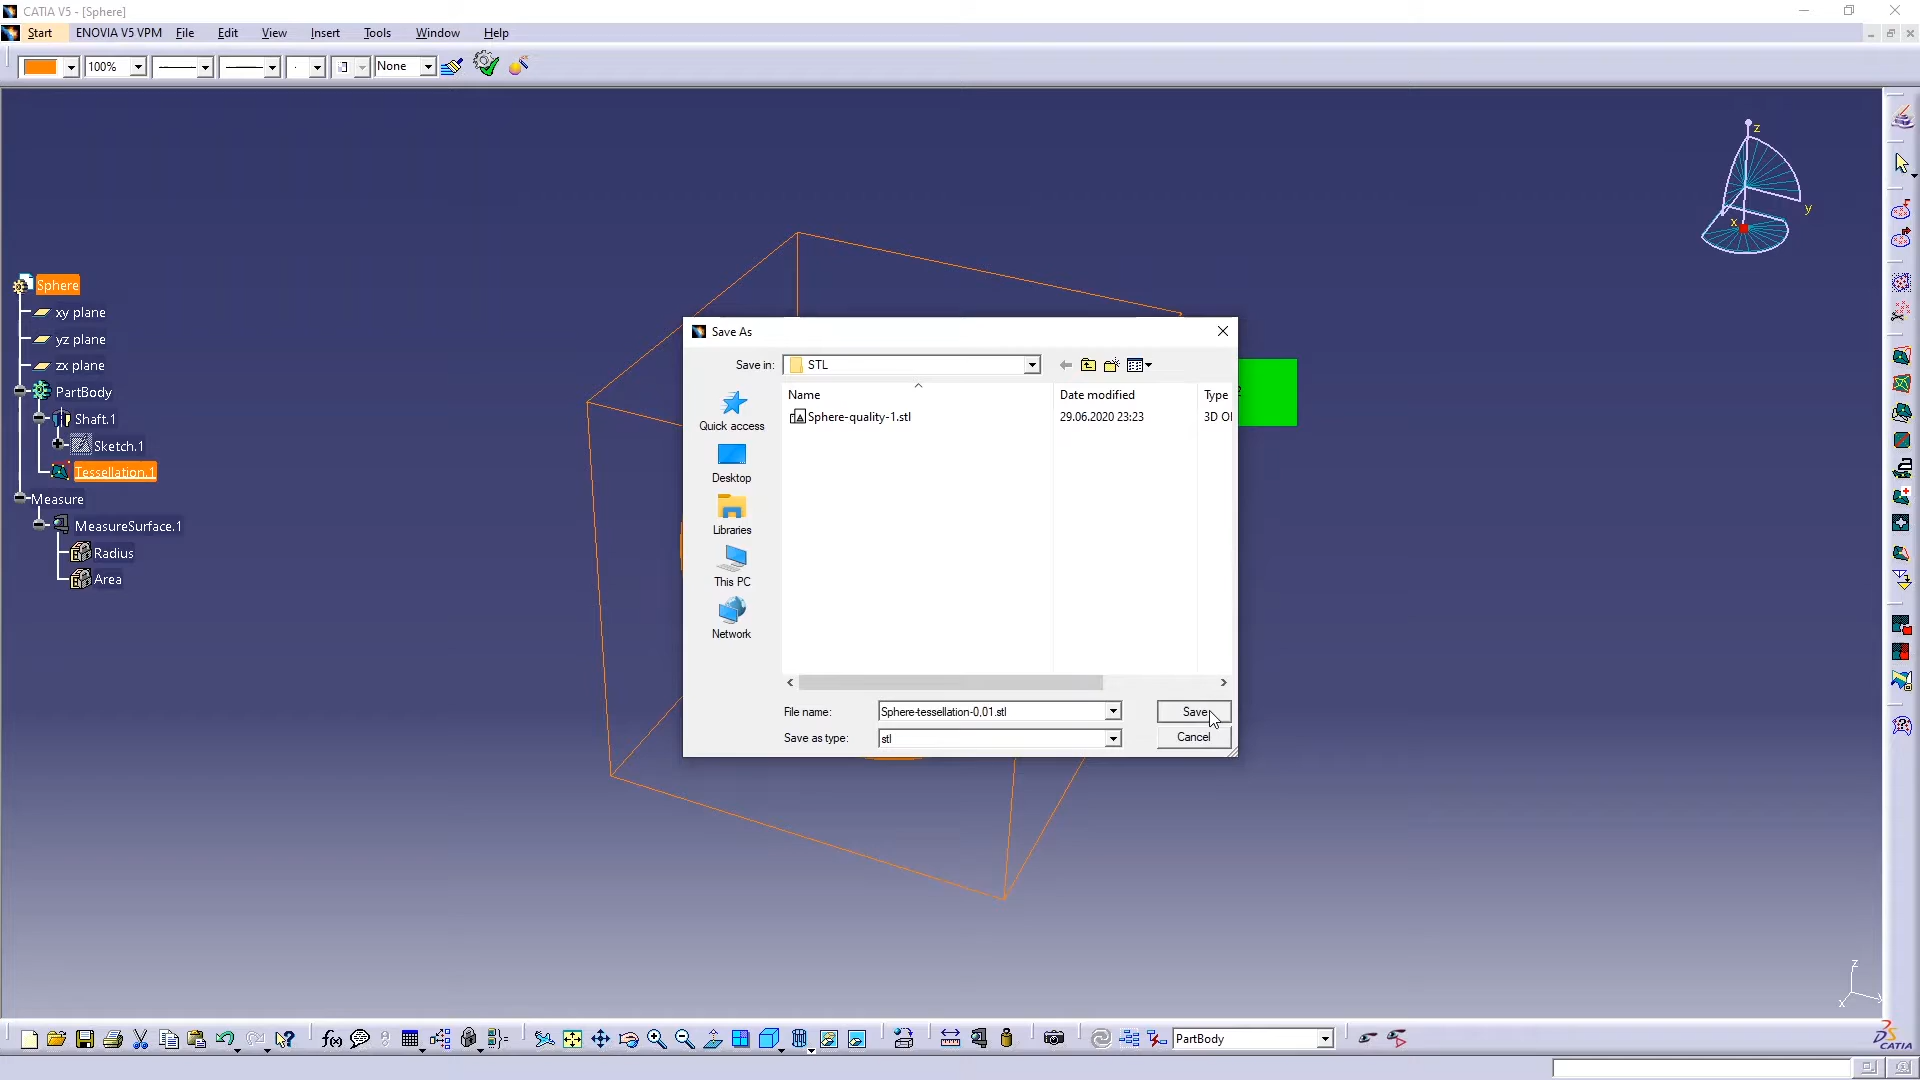 CATIA V5 - [Sphere]
Start ENOVIA V5 VPM File Edit View Insert Tools Window Help
100% None
z
y
x
Sphere
xy plane
yz plane
zx plane
PartBody
Shaft.1
Sketch.1
Tessellation.1
Measure
MeasureSurface.1
Radius
Area
Save As
Save in: STL
Quick access
Desktop
Libraries
This PC
Network
Name Date modified Type
Sphere-quality-1.stl 29.06.2020 23:23 3D O
File name: Sphere-tessellation-0,01.stl Save
Save as type: stl Cancel
z
x
f(x)
PartBody
CATIA